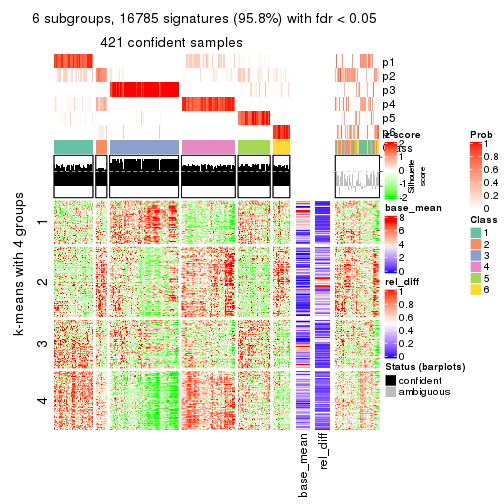 6 subgroups, 16785 signatures (95.8%) with fdr < 0.05
421 confident samples
p1
p2
p3
p4
p5
p6
Class
Silhouette
score
k-means with 4 groups
1
2
3
4
base_mean
rel_diff
z-score
2
1
0
-1
-2
base_mean
8
6
4
2
0
rel_diff
1
0.8
0.6
0.4
0.2
0
Status (barplots)
confident
ambiguous
Prob
1
0.8
0.6
0.4
0.2
0
Class
1
2
3
4
5
6